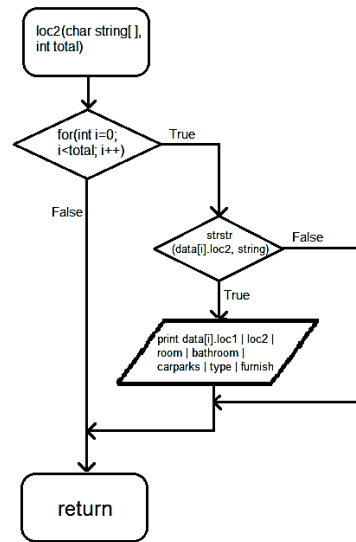 loc2(char string[ ],
int total)
for(int i=0;
i<total; i++)
True
False
strstr
(data[i].loc2, string)
False
True
print data[i].loc1 | loc2 |
room | bathroom |
carparks | type | furnish
return